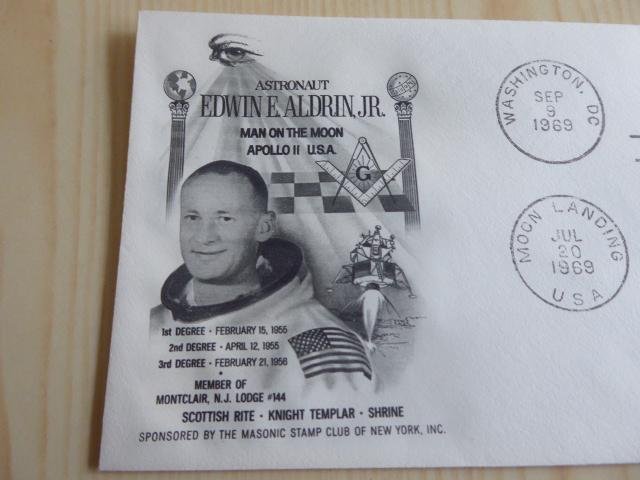 ASTRONAUT
EDWIN E. ALDRIN, JR.
MAN ON THE MOON
APOLLO II U.S.A.
G
1st DEGREE · FEBRUARY 15, 1955
2nd DEGREE · APRIL 12, 1955
3rd DEGREE · FEBRUARY 21, 1956
MEMBER OF
MONTCLAIR, N.J. LODGE #144
SCOTTISH RITE · KNIGHT TEMPLAR · SHRINE
SPONSORED BY THE MASONIC STAMP CLUB OF NEW YORK, INC.
WASHINGTON, DC
SEP
9
1969
MOON LANDING
JUL
20
1969
USA